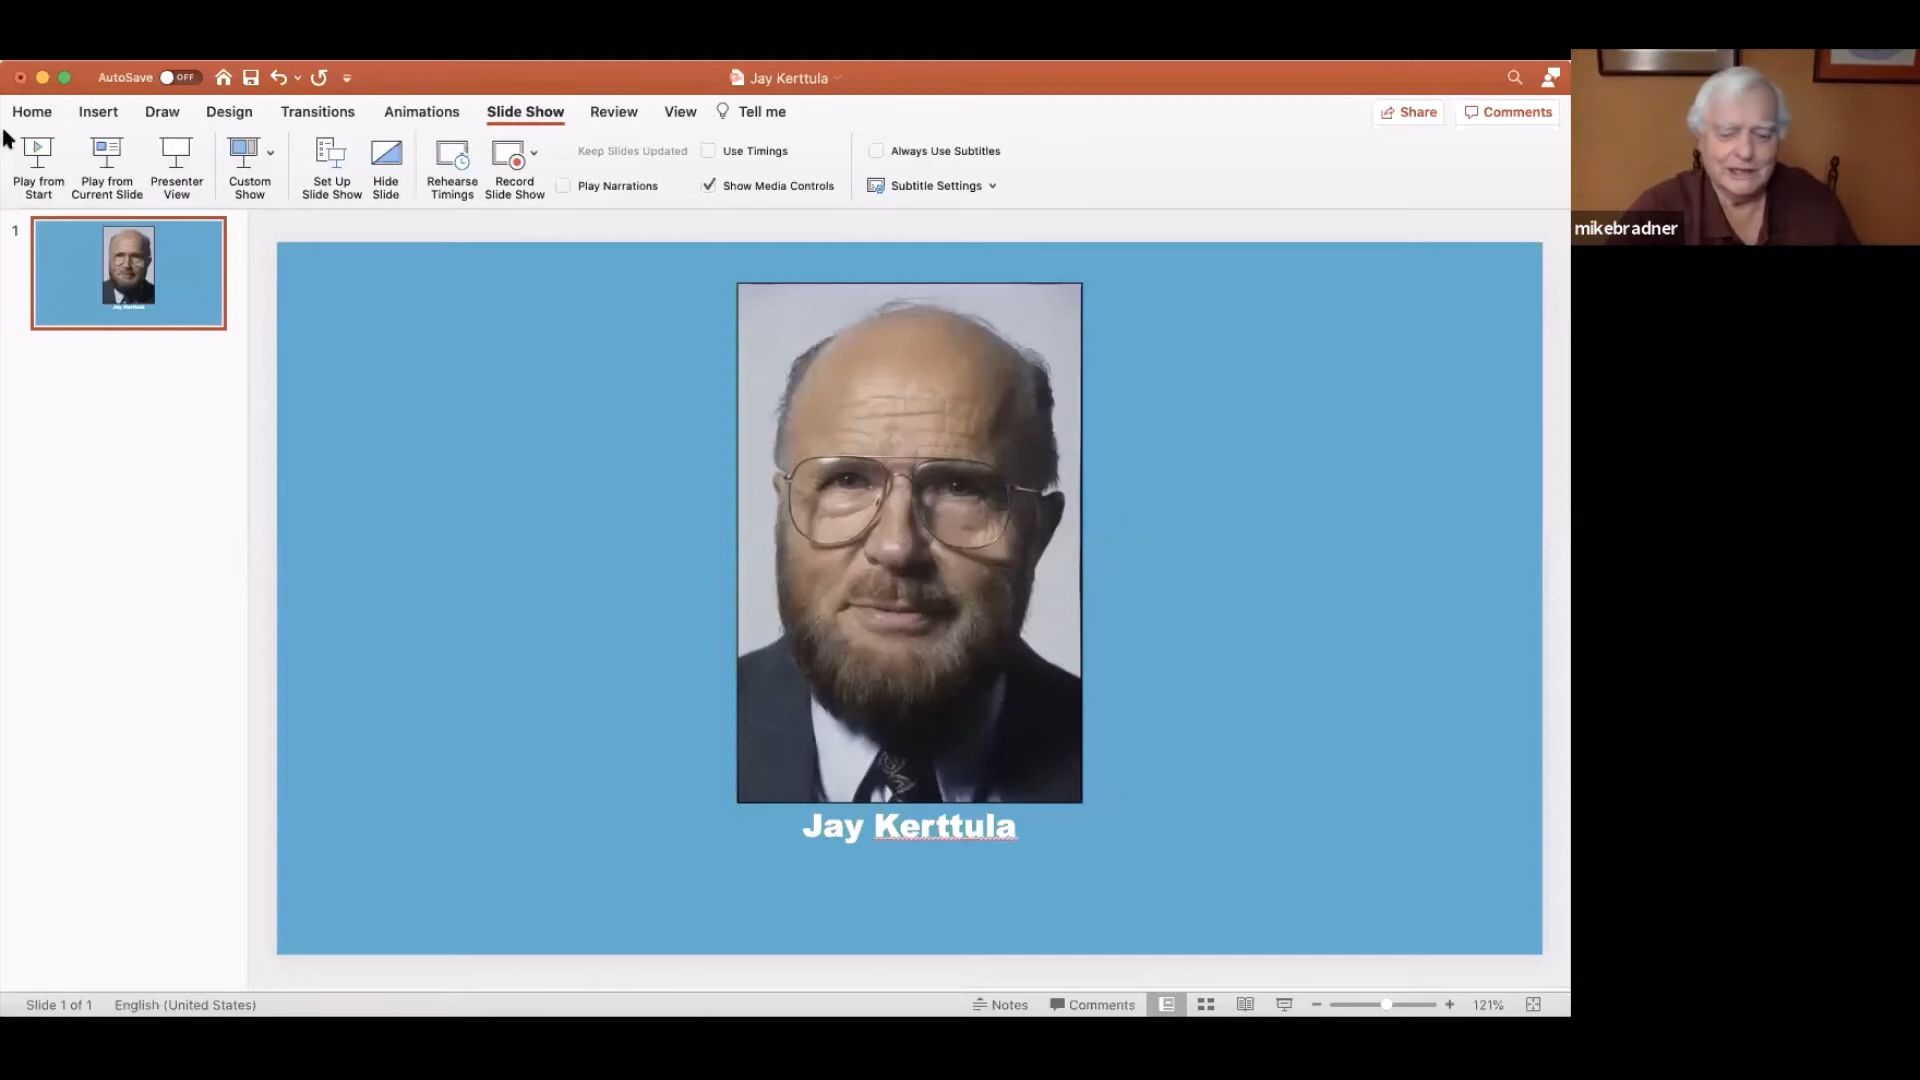 AutoSave OFF
Jay Kerttula
Home Insert Draw Design Transitions Animations Slide Show Review View Tell me
Share Comments
Play from Start
Play from Current Slide
Presenter View
Custom Show
Set Up Slide Show
Hide Slide
Rehearse Timings
Record Slide Show
Keep Slides Updated
Play Narrations
Use Timings
Show Media Controls
Always Use Subtitles
Subtitle Settings
mikebradner
1
Jay Kerttula
Jay Kerttula
Slide 1 of 1 English (United States)
Notes Comments 121%